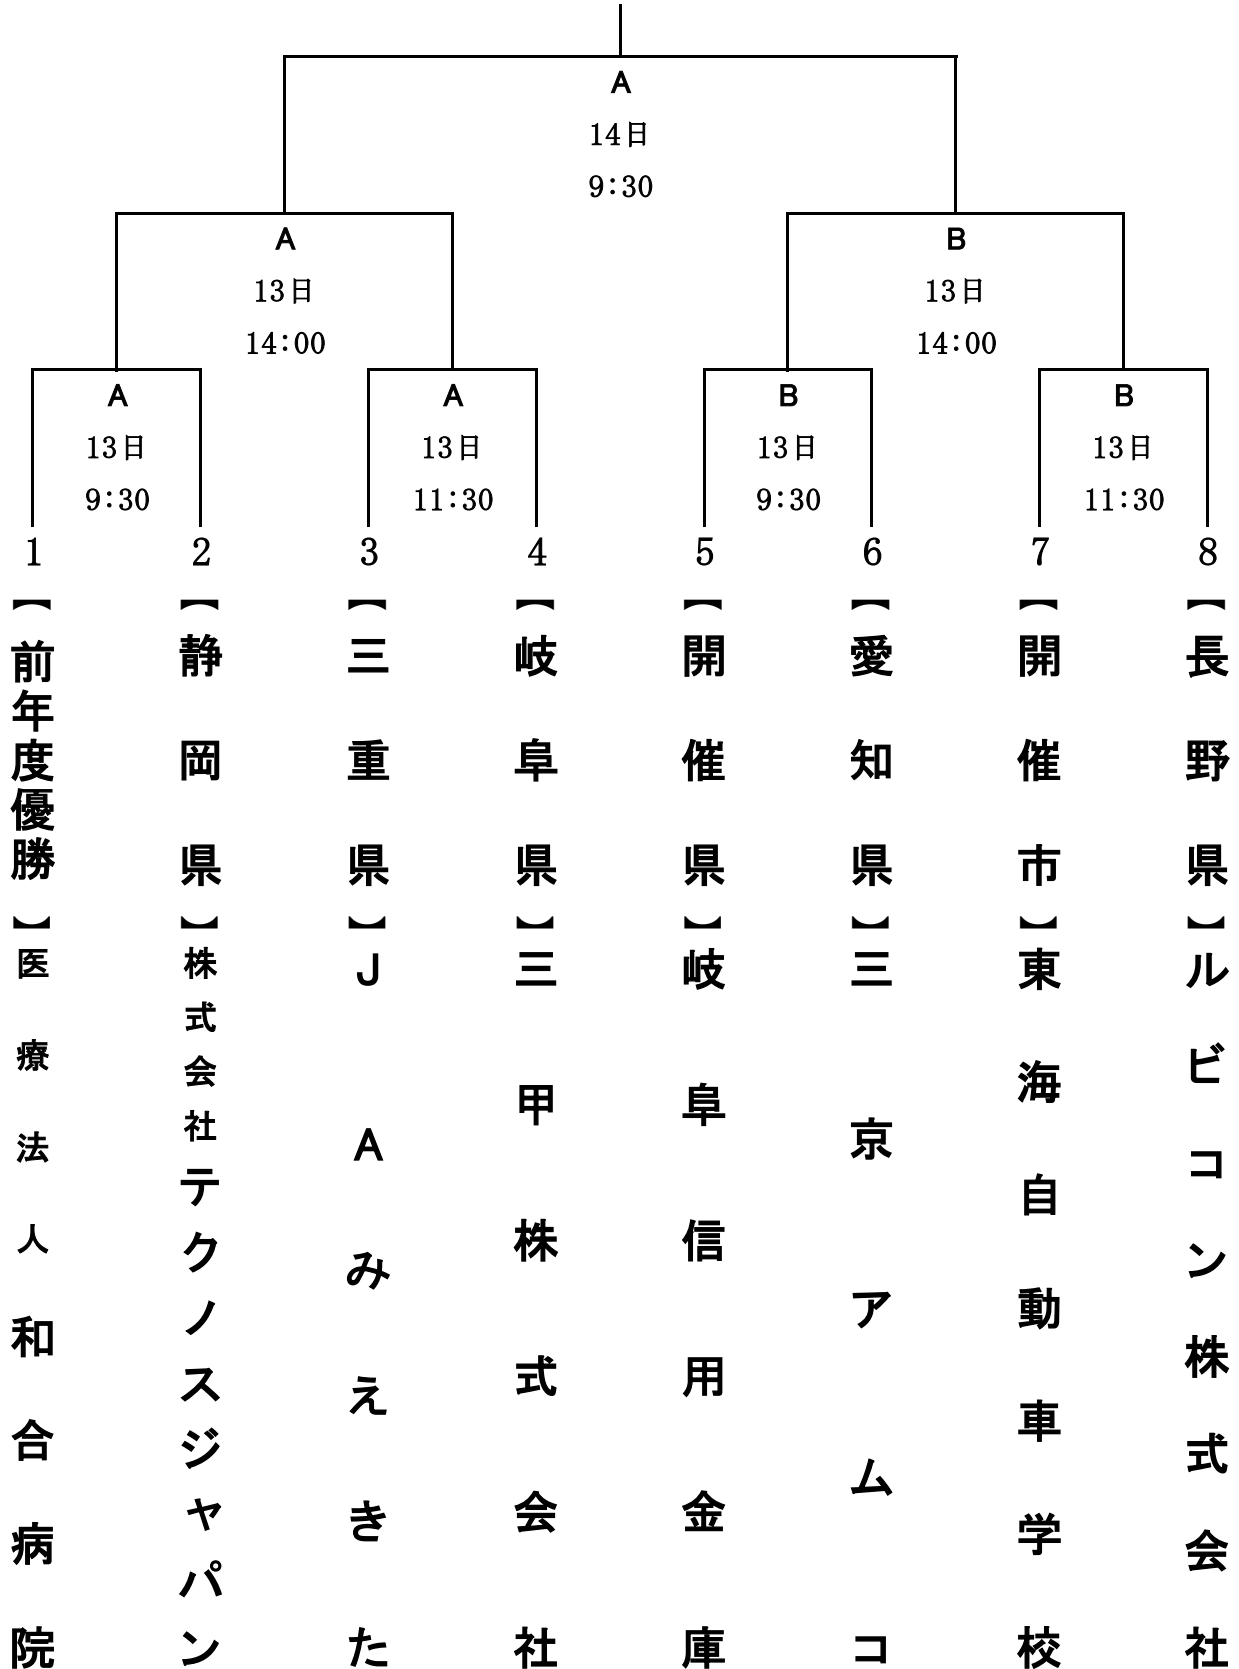 A
14日
9:30
A
13日
14:00
B
13日
14:00
A
13日
9:30
A
13日
11:30
B
13日
9:30
B
13日
11:30
1
【前年度優勝】医療法人和合病院
2
【静岡県】株式会社テクノスジャパン
3
【三重県】JAみえきた
4
【岐阜県】三甲株式会社
5
【開催県】岐阜信用金庫
6
【愛知県】三京アムコ
7
【開催市】東海自動車学校
8
【長野県】ルビコン株式会社